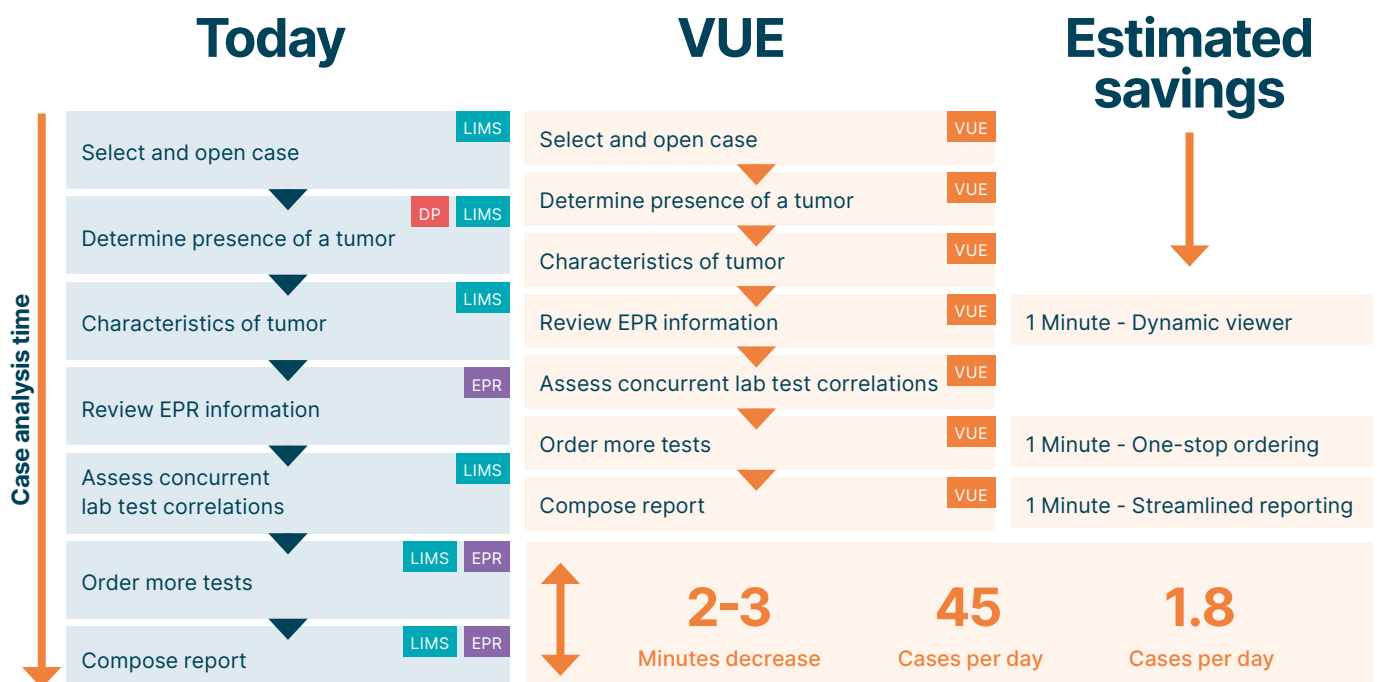 Today
VUE
Estimated
savings
Case analysis time
LIMS
Select and open case
DP LIMS
Determine presence of a tumor
LIMS
Characteristics of tumor
EPR
Review EPR information
LIMS
Assess concurrent
lab test correlations
LIMS EPR
Order more tests
LIMS EPR
Compose report
VUE
Select and open case
VUE
Determine presence of a tumor
VUE
Characteristics of tumor
VUE
Review EPR information
VUE
Assess concurrent lab test correlations
VUE
Order more tests
VUE
Compose report
1 Minute - Dynamic viewer
1 Minute - One-stop ordering
1 Minute - Streamlined reporting
2-3
Minutes decrease
45
Cases per day
1.8
Cases per day